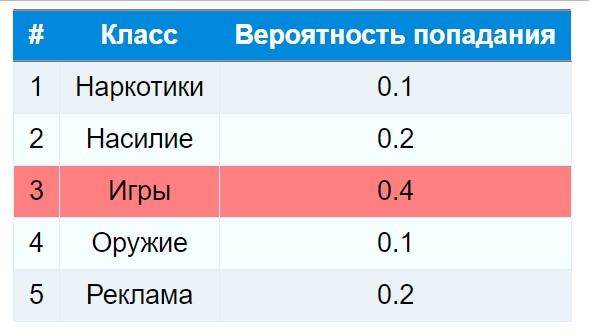 # Класс Вероятность попадания
1 Наркотики 0.1
2 Насилие 0.2
3 Игры 0.4
4 Оружие 0.1
5 Реклама 0.2